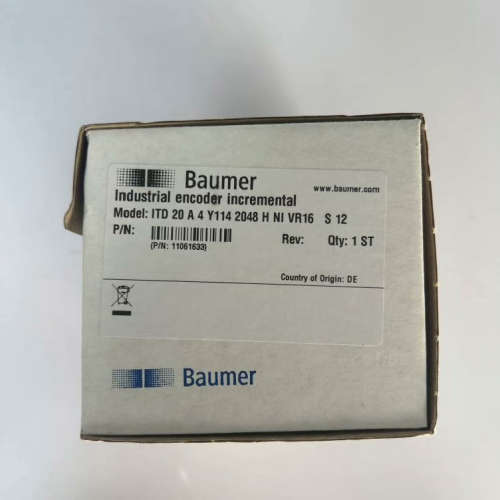 Baumer
www.baumer.com
Industrial encoder incremental
Model: ITD 20 A 4 Y114 2048 H NI VR16 S 12
P/N:
(P/N: 11061633)
Rev: Qty: 1 ST
Country of Origin: DE
Baumer